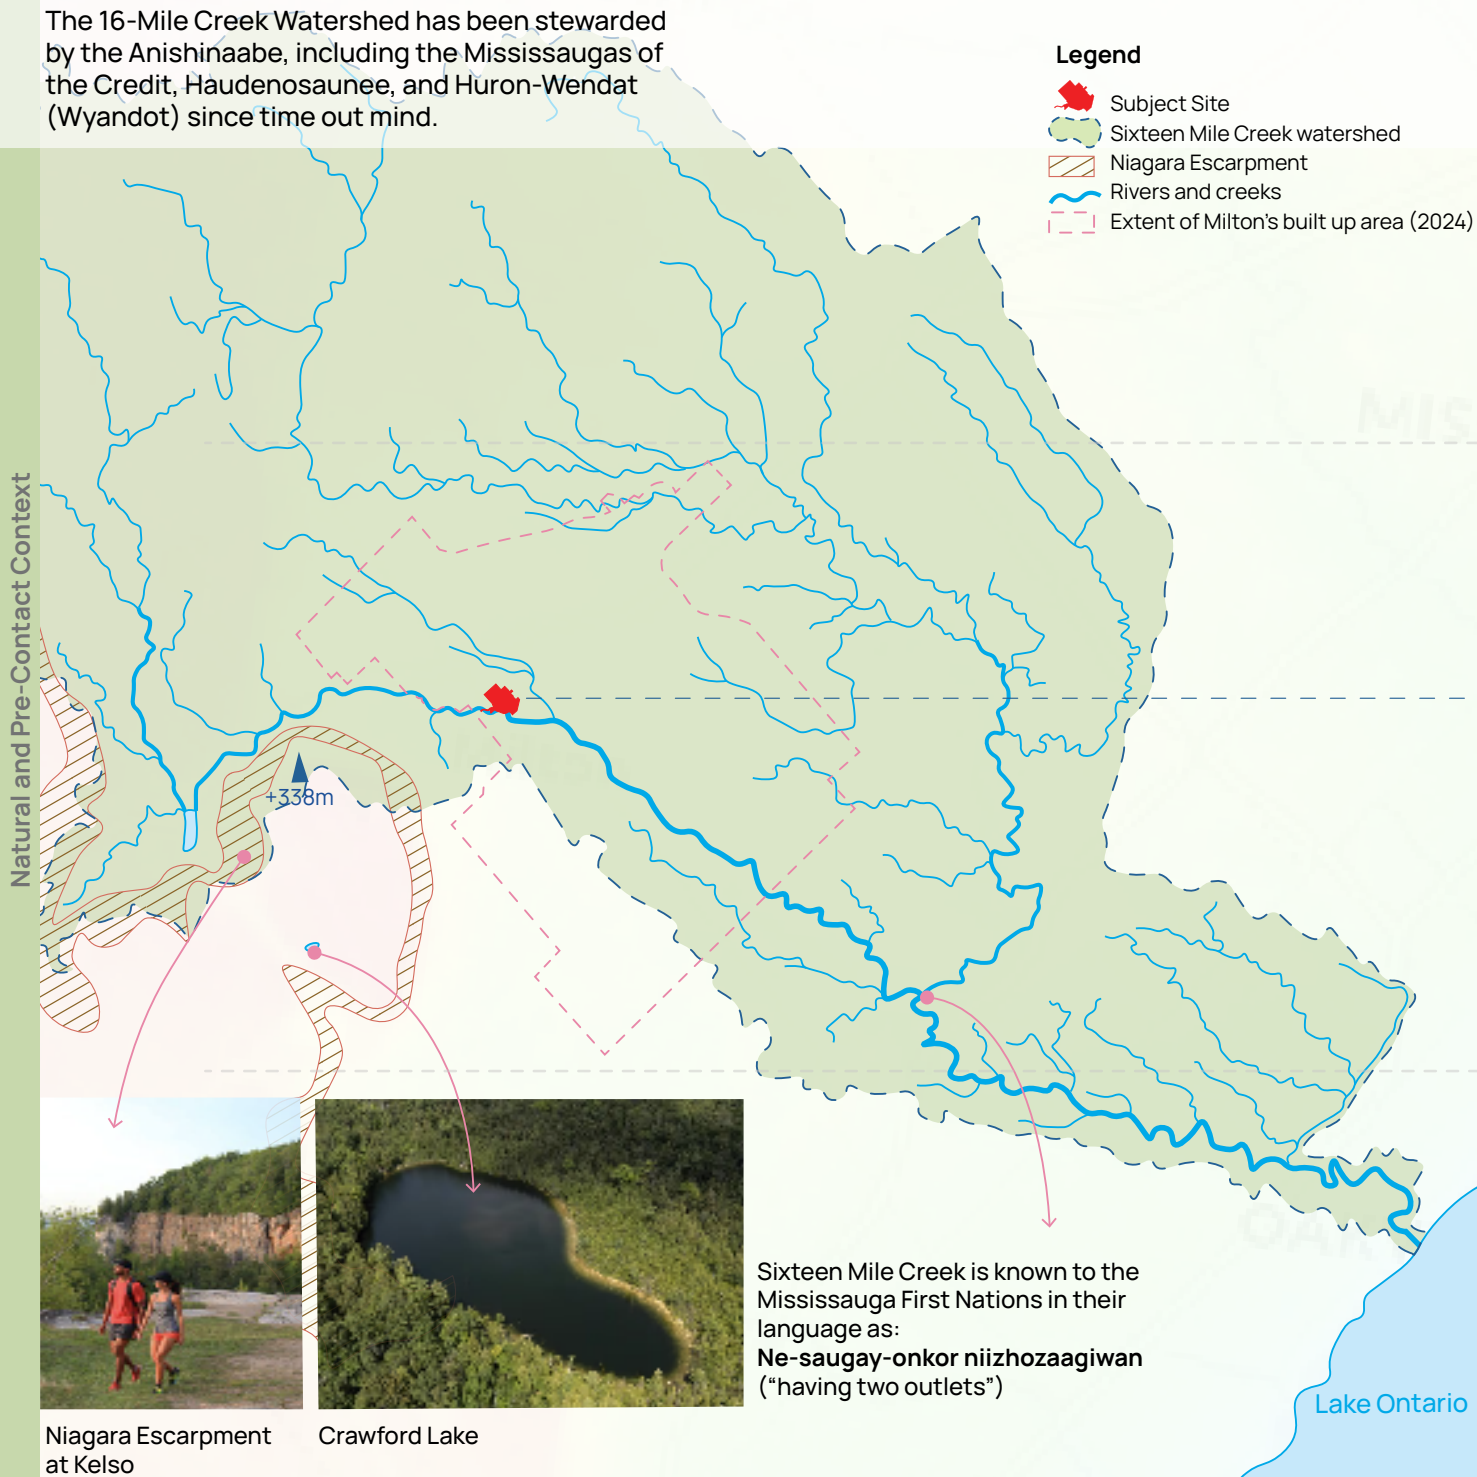 The 16-Mile Creek Watershed has been stewarded
by the Anishinaabe, including the Mississaugas of
the Credit, Haudenosaunee, and Huron-Wendat
(Wyandot) since time out mind.
Legend
Subject Site
Sixteen Mile Creek watershed
Niagara Escarpment
Rivers and creeks
Extent of Milton's built up area (2024)
Natural and Pre-Contact Context
+338m
Sixteen Mile Creek is known to the
Mississauga First Nations in their
language as:
Ne-saugay-onkor niizhozaagiwan
(“having two outlets”)
Lake Ontario
Niagara Escarpment
at Kelso
Crawford Lake